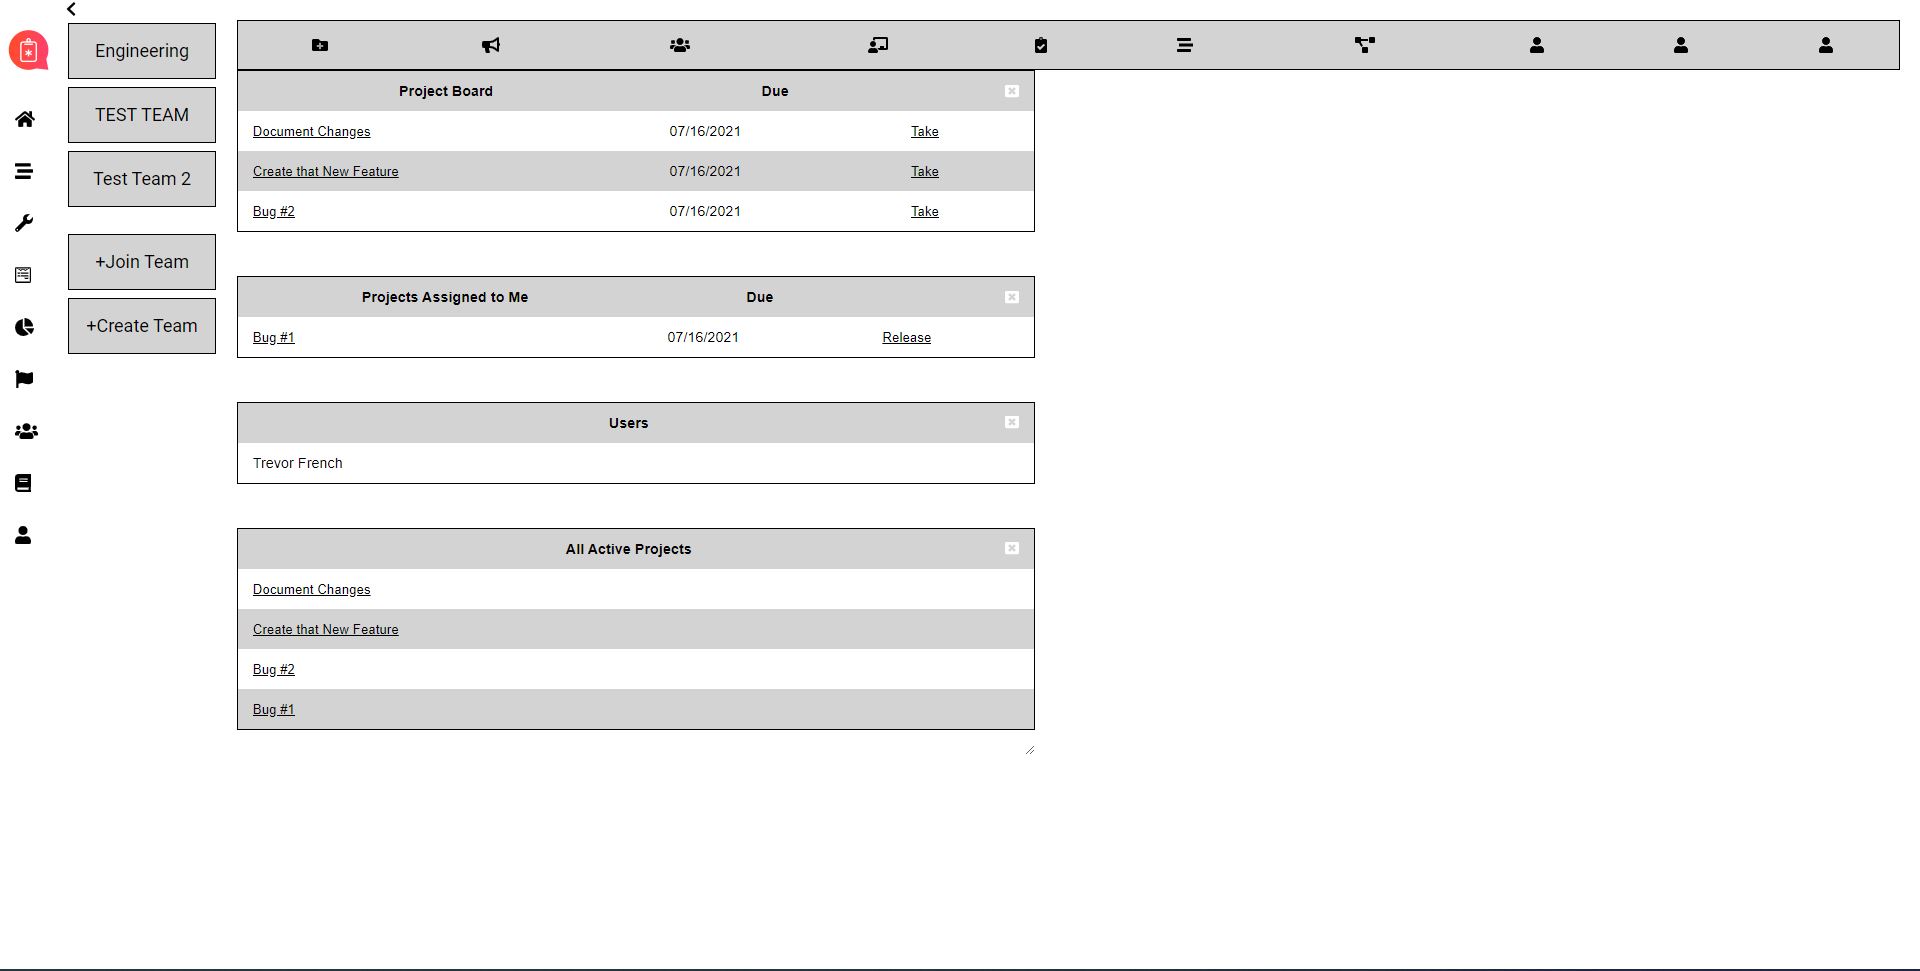 Engineering
TEST TEAM
Test Team 2
+Join Team
+Create Team
Project Board Due
Document Changes 07/16/2021 Take
Create that New Feature 07/16/2021 Take
Bug #2 07/16/2021 Take
Projects Assigned to Me Due
Bug #1 07/16/2021 Release
Users
Trevor French
All Active Projects
Document Changes
Create that New Feature
Bug #2
Bug #1